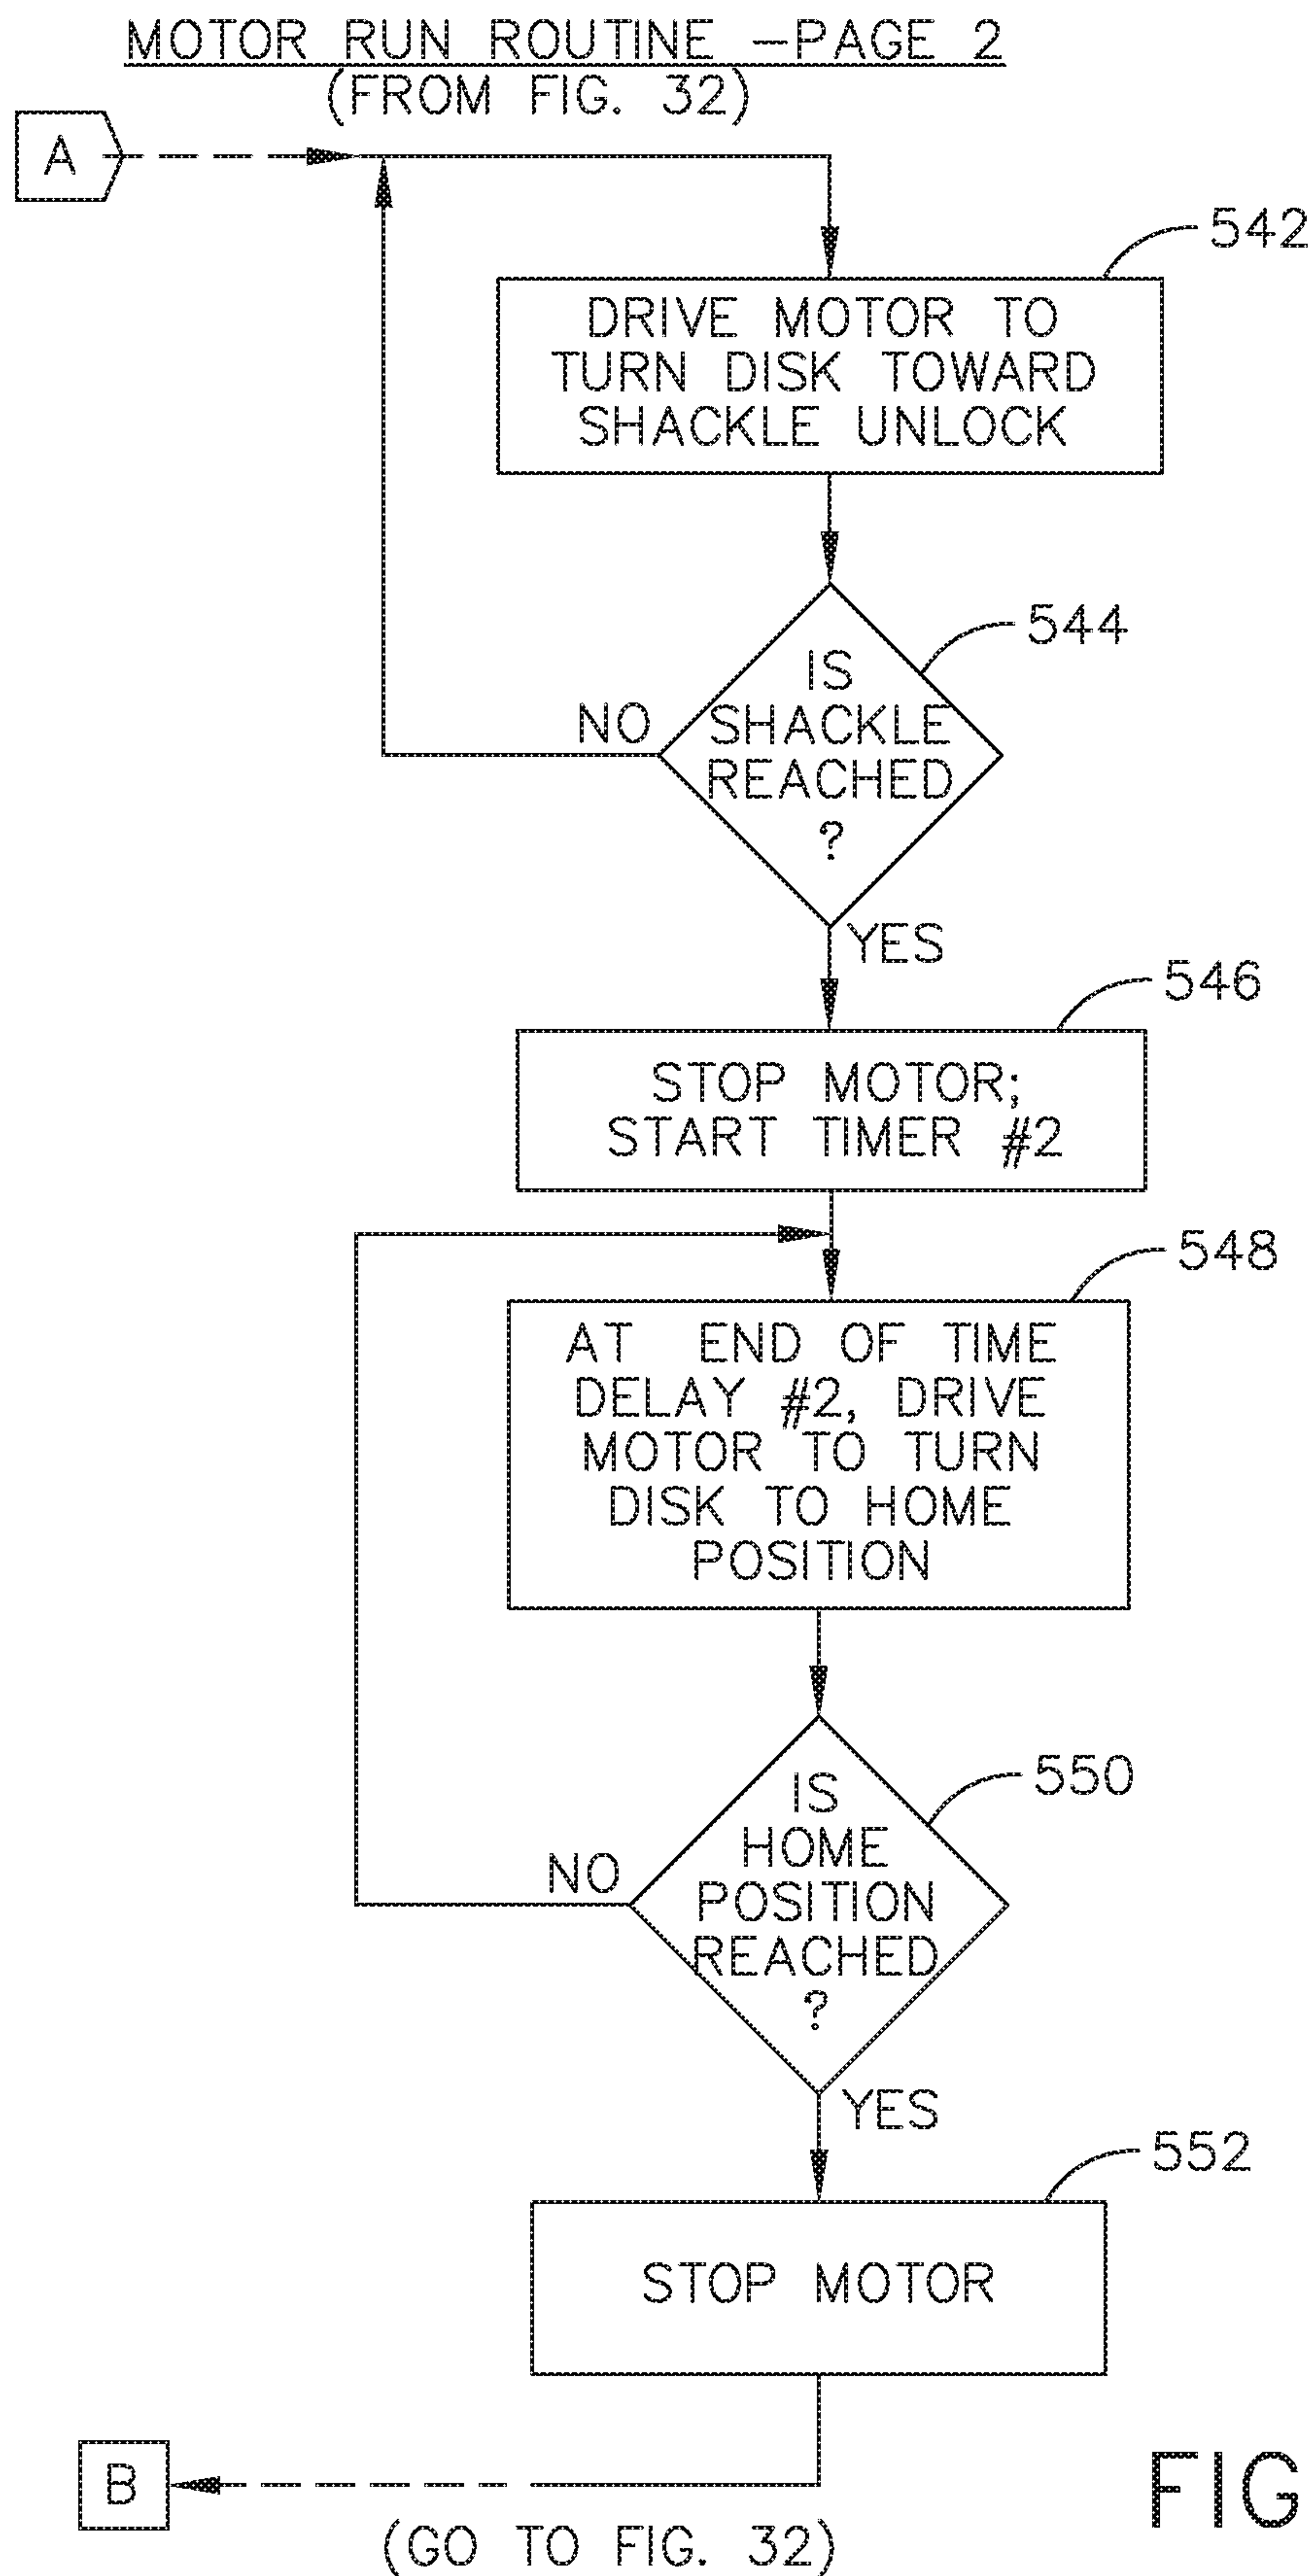 MOTOR RUN ROUTINE –PAGE 2
(FROM FIG. 32)
A
542
DRIVE MOTOR TO
TURN DISK TOWARD
SHACKLE UNLOCK
544
IS
SHACKLE
REACHED
?
NO
YES
546
STOP MOTOR;
START TIMER #2
548
AT END OF TIME
DELAY #2, DRIVE
MOTOR TO TURN
DISK TO HOME
POSITION
550
IS
HOME
POSITION
REACHED
?
NO
YES
552
STOP MOTOR
B
FIG
(GO TO FIG. 32)